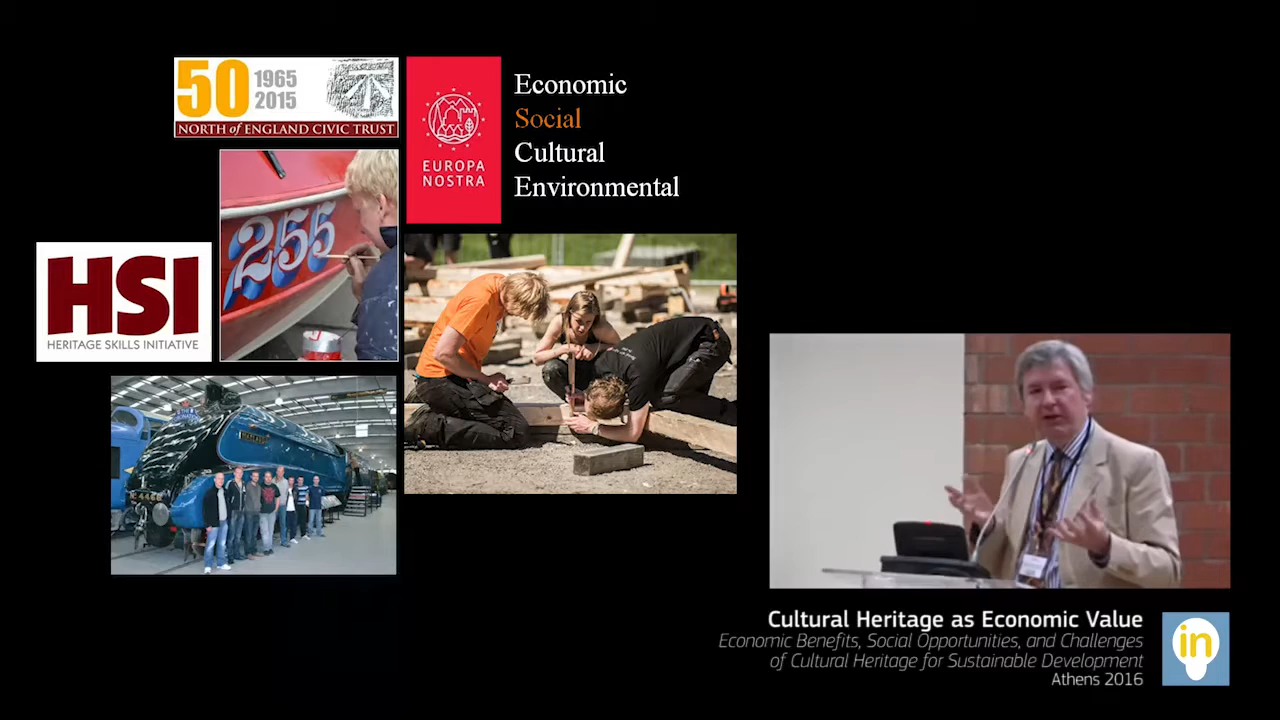 50 1965
2015
NORTH of ENGLAND CIVIC TRUST
EUROPA
NOSTRA
Economic
Social
Cultural
Environmental
255
HSI
HERITAGE SKILLS INITIATIVE
4468
Cultural Heritage as Economic Value
Economic Benefits, Social Opportunities, and Challenges
of Cultural Heritage for Sustainable Development
Athens 2016
in